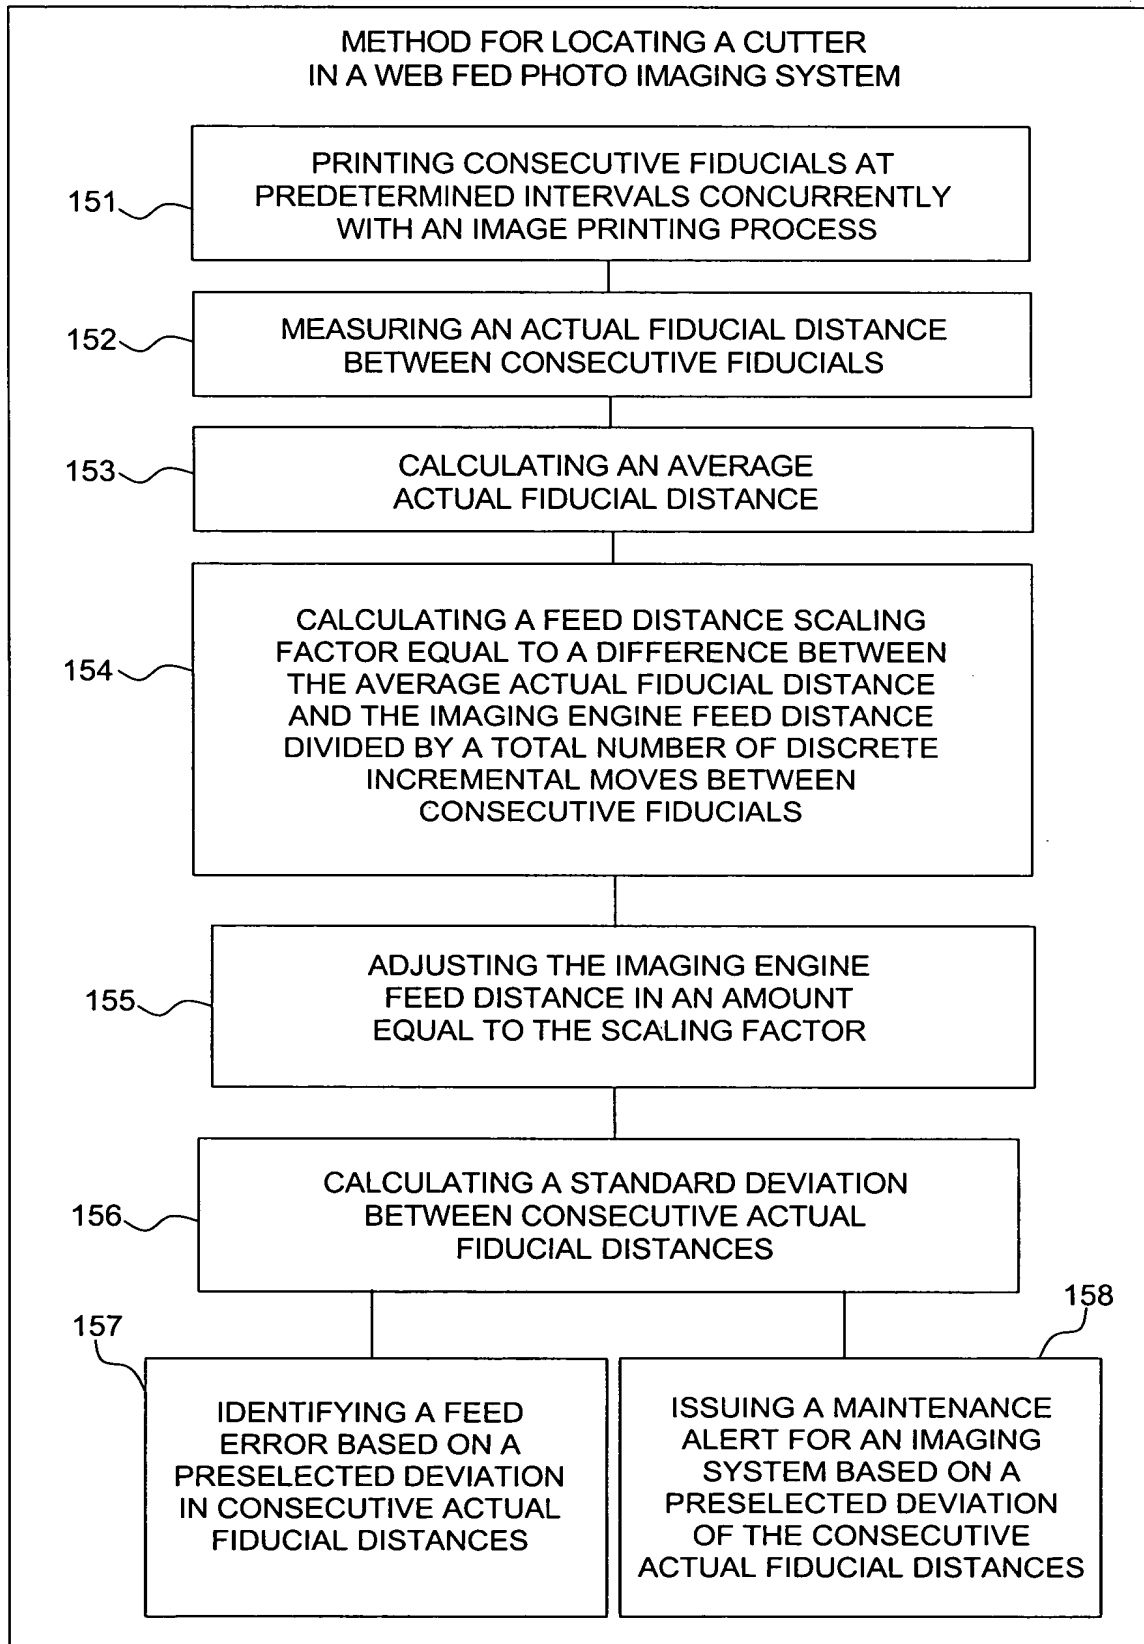 METHOD FOR LOCATING A CUTTER
IN A WEB FED PHOTO IMAGING SYSTEM
151
PRINTING CONSECUTIVE FIDUCIALS AT
PREDETERMINED INTERVALS CONCURRENTLY
WITH AN IMAGE PRINTING PROCESS
152
MEASURING AN ACTUAL FIDUCIAL DISTANCE
BETWEEN CONSECUTIVE FIDUCIALS
153
CALCULATING AN AVERAGE
ACTUAL FIDUCIAL DISTANCE
154
CALCULATING A FEED DISTANCE SCALING
FACTOR EQUAL TO A DIFFERENCE BETWEEN
THE AVERAGE ACTUAL FIDUCIAL DISTANCE
AND THE IMAGING ENGINE FEED DISTANCE
DIVIDED BY A TOTAL NUMBER OF DISCRETE
INCREMENTAL MOVES BETWEEN
CONSECUTIVE FIDUCIALS
155
ADJUSTING THE IMAGING ENGINE
FEED DISTANCE IN AN AMOUNT
EQUAL TO THE SCALING FACTOR
156
CALCULATING A STANDARD DEVIATION
BETWEEN CONSECUTIVE ACTUAL
FIDUCIAL DISTANCES
157
IDENTIFYING A FEED
ERROR BASED ON A
PRESELECTED DEVIATION
IN CONSECUTIVE ACTUAL
FIDUCIAL DISTANCES
158
ISSUING A MAINTENANCE
ALERT FOR AN IMAGING
SYSTEM BASED ON A
PRESELECTED DEVIATION
OF THE CONSECUTIVE
ACTUAL FIDUCIAL DISTANCES